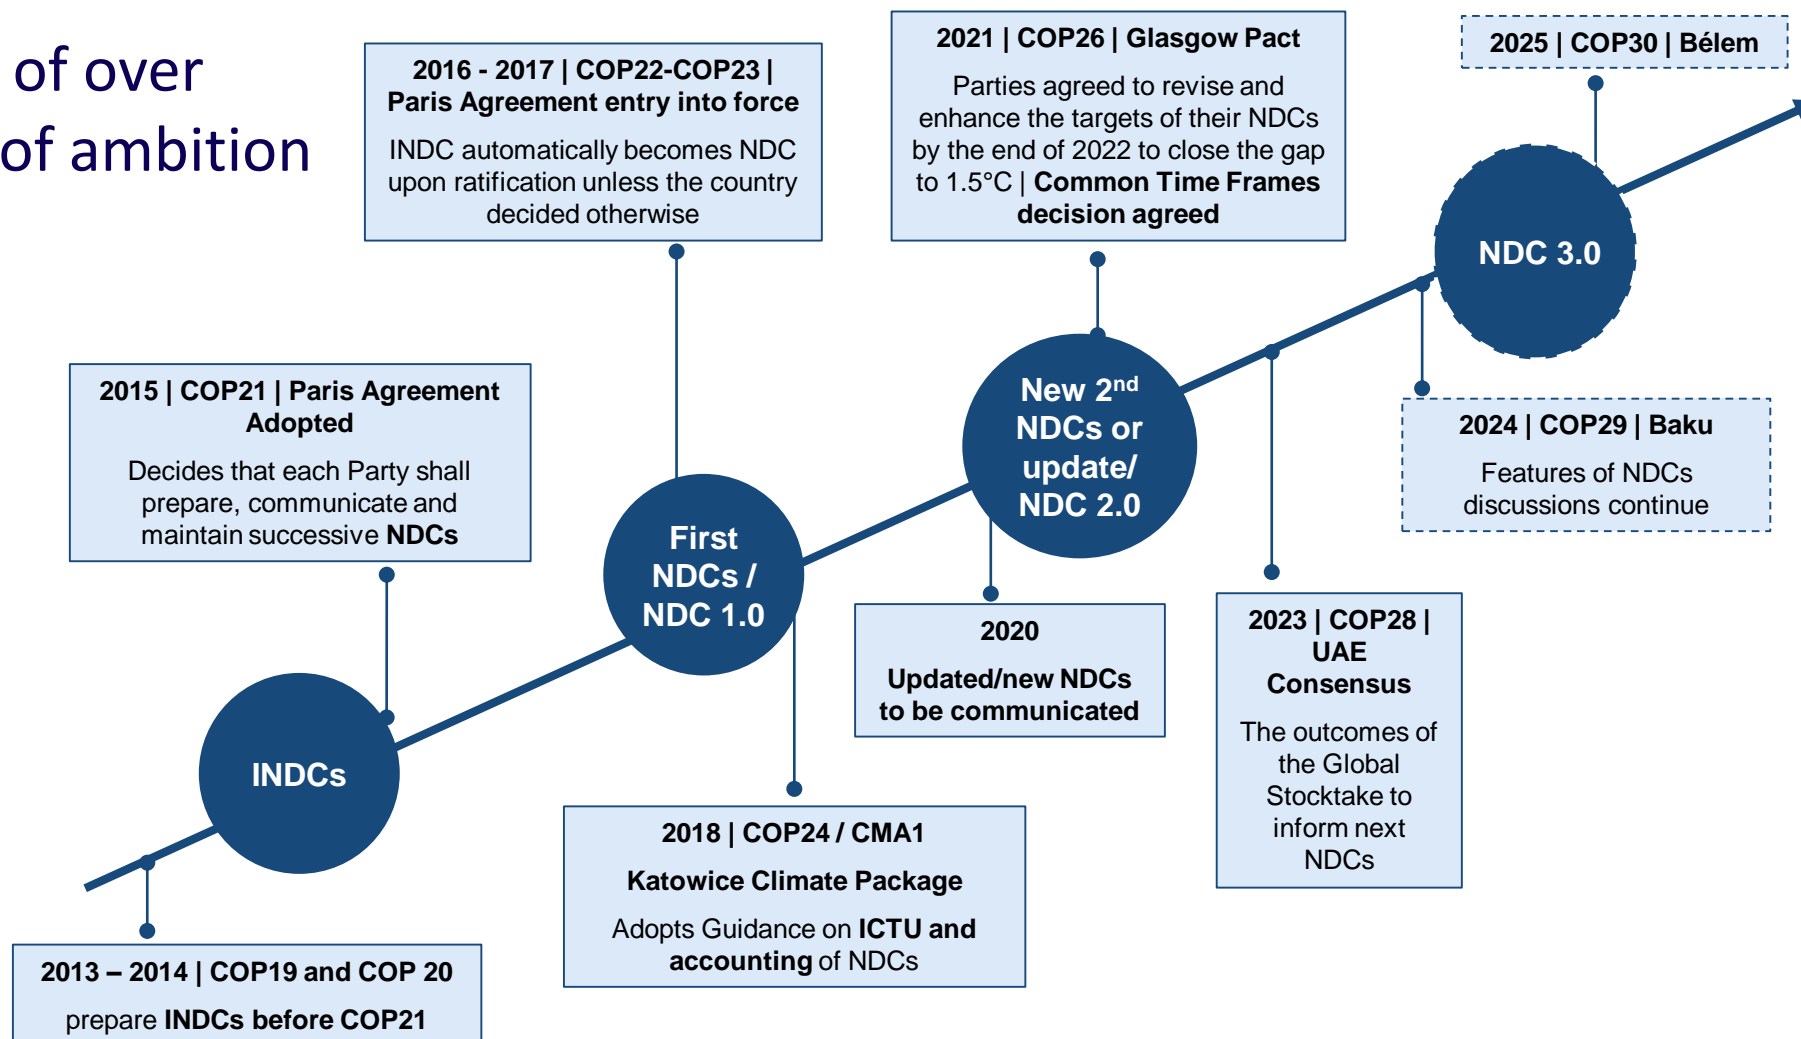 of over
of ambition
2016 - 2017 | COP22-COP23 |
Paris Agreement entry into force
INDC automatically becomes NDC
upon ratification unless the country
decided otherwise
2021 | COP26 | Glasgow Pact
Parties agreed to revise and
enhance the targets of their NDCs
by the end of 2022 to close the gap
to 1.5°C | Common Time Frames
decision agreed
2025 | COP30 | Bélem
NDC 3.0
2015 | COP21 | Paris Agreement
Adopted
Decides that each Party shall
prepare, communicate and
maintain successive NDCs
New 2nd
NDCs or
update/
NDC 2.0
2024 | COP29 | Baku
Features of NDCs
discussions continue
First
NDCs /
NDC 1.0
2020
Updated/new NDCs
to be communicated
2023 | COP28 |
UAE
Consensus
The outcomes of
the Global
Stocktake to
inform next
NDCs
INDCs
2018 | COP24 / CMA1
Katowice Climate Package
Adopts Guidance on ICTU and
accounting of NDCs
2013 – 2014 | COP19 and COP 20
prepare INDCs before COP21